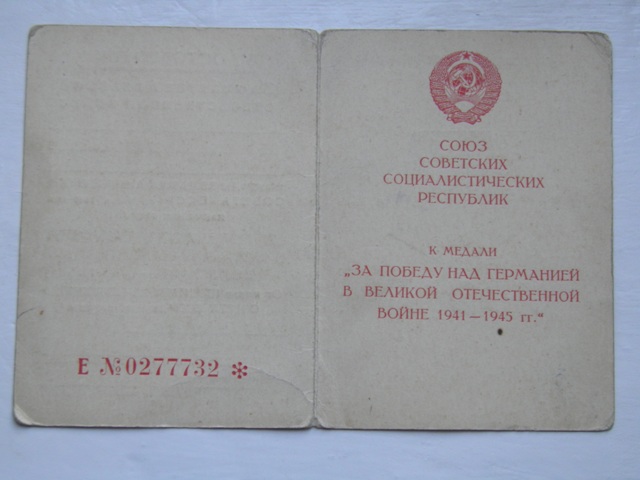 Е №0277732 *
СОЮЗ
СОВЕТСКИХ
СОЦИАЛИСТИЧЕСКИХ
РЕСПУБЛИК
К МЕДАЛИ
„ЗА ПОБЕДУ НАД ГЕРМАНИЕЙ
В ВЕЛИКОЙ ОТЕЧЕСТВЕННОЙ
ВОЙНЕ 1941—1945 гг.“